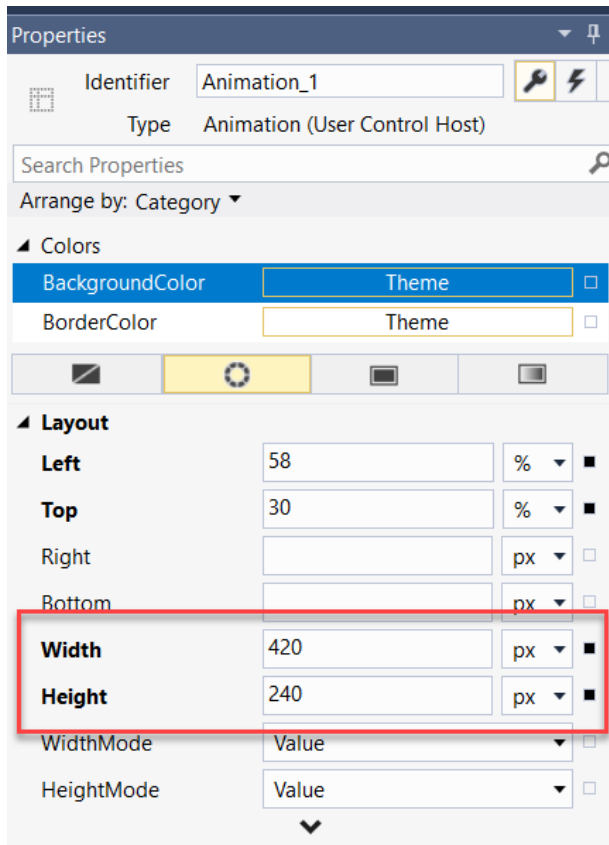 Properties
Identifier Animation_1
Type Animation (User Control Host)
Search Properties
Arrange by: Category
Colors
BackgroundColor Theme
BorderColor Theme
Layout
Left 58 %
Top 30 %
Right px
Bottom px
Width 420 px
Height 240 px
WidthMode Value
HeightMode Value